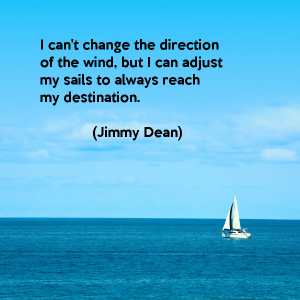 I can't change the direction
of the wind, but I can adjust
my sails to always reach
my destination.
(Jimmy Dean)